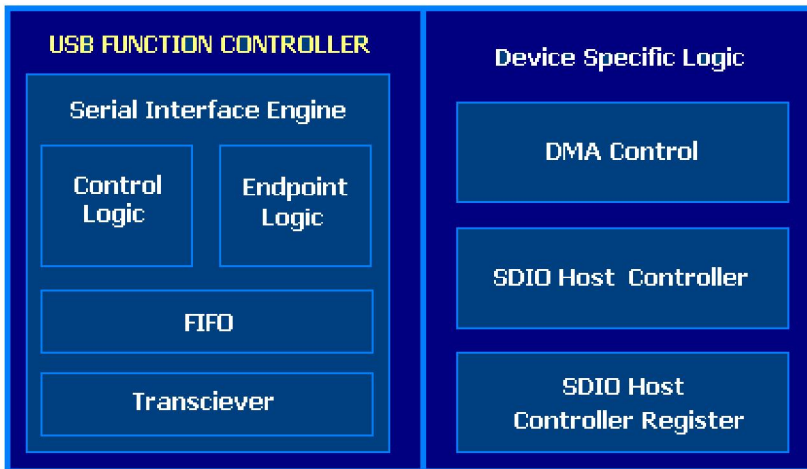 USB FUNCTION CONTROLLER
Serial Interface Engine
Control
Logic
Endpoint
Logic
FIFO
Transciever
Device Specific Logic
DMA Control
SDIO Host Controller
SDIO Host
Controller Register